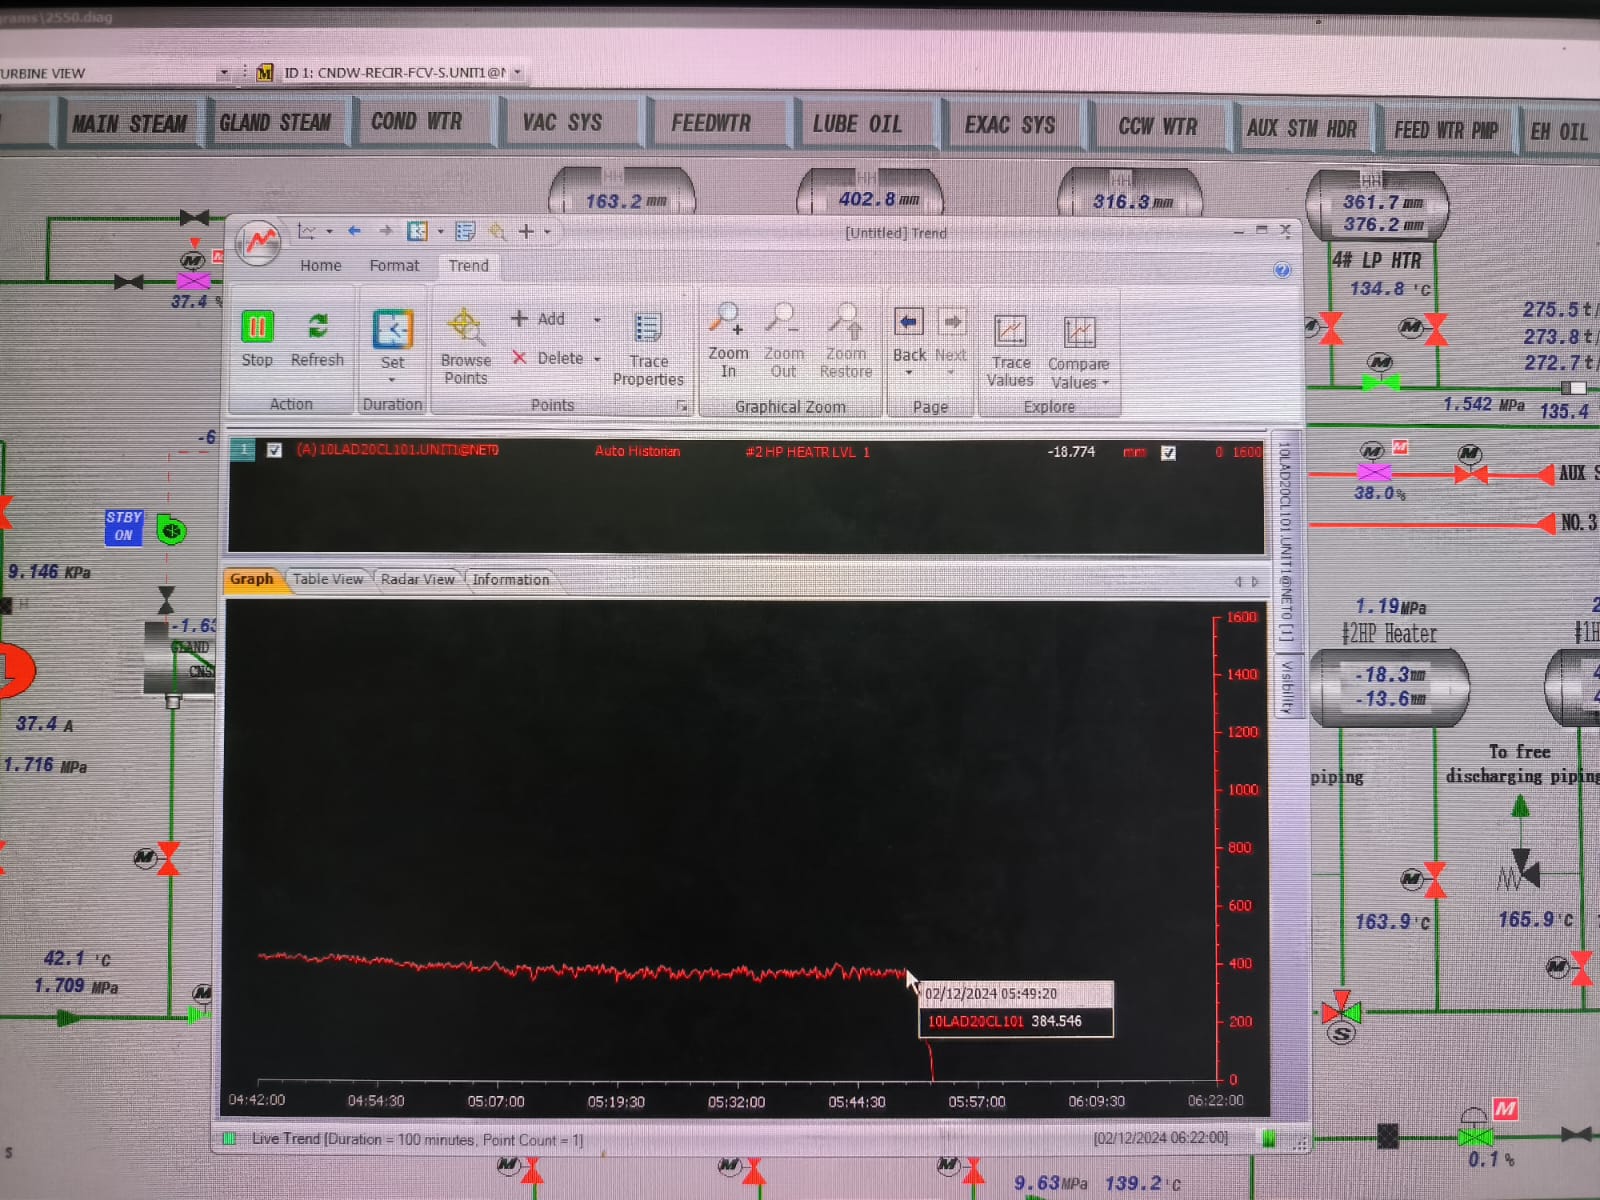 grams\2550.diag
URBINE VIEW
ID 1: CNDW-RECIR-FCV-S.UNIT1@N
MAIN STEAM
GLAND STEAM
COND WTR
VAC SYS
FEEDWTR
LUBE OIL
EXAC SYS
CCW WTR
AUX STM HDR
FEED WTR PMP
EH OIL
HH
163.2 mm
HH
402.8 mm
HH
316.3 mm
HH
361.7 mm
376.2 mm
4# LP HTR
134.8 °C
275.5 t/
273.8 t/
272.7 t/
1.542 MPa
135.4
37.4 %
[Untitled] Trend
Home
Format
Trend
Stop
Refresh
Action
Set
Duration
Browse
Points
Add
Delete
Trace
Properties
Points
Zoom
In
Zoom
Out
Zoom
Restore
Graphical Zoom
Back
Next
Page
Trace
Values
Compare
Values
Explore
1
(A) 10LAD20CL101.UNIT1@NET0
Auto Historian
#2 HP HEATR LVL 1
-18.774
mm
0 1600
10LAD20CL101.UNIT1@NET0 [1]
Visibility
Graph
Table View
Radar View
Information
1600
1400
1200
1000
800
600
400
200
0
02/12/2024 05:49:20
10LAD20CL101 384.546
04:42:00
04:54:30
05:07:00
05:19:30
05:32:00
05:44:30
05:57:00
06:09:30
06:22:00
Live Trend [Duration = 100 minutes, Point Count = 1]
[02/12/2024 06:22:00]
-6
STBY
ON
9.146 KPa
H
-1.63
GLAND
CNS
37.4 A
1.716 MPa
42.1 °C
1.709 MPa
M
M
38.0%
AUX S
NO.3
1.19MPa
#2HP Heater
#1H
-18.3mm
-13.6mm
piping
To free
discharging piping
M
163.9 °C
165.9 °C
M
S
M
0.1 %
M
M
M
9.63MPa
139.2 °C